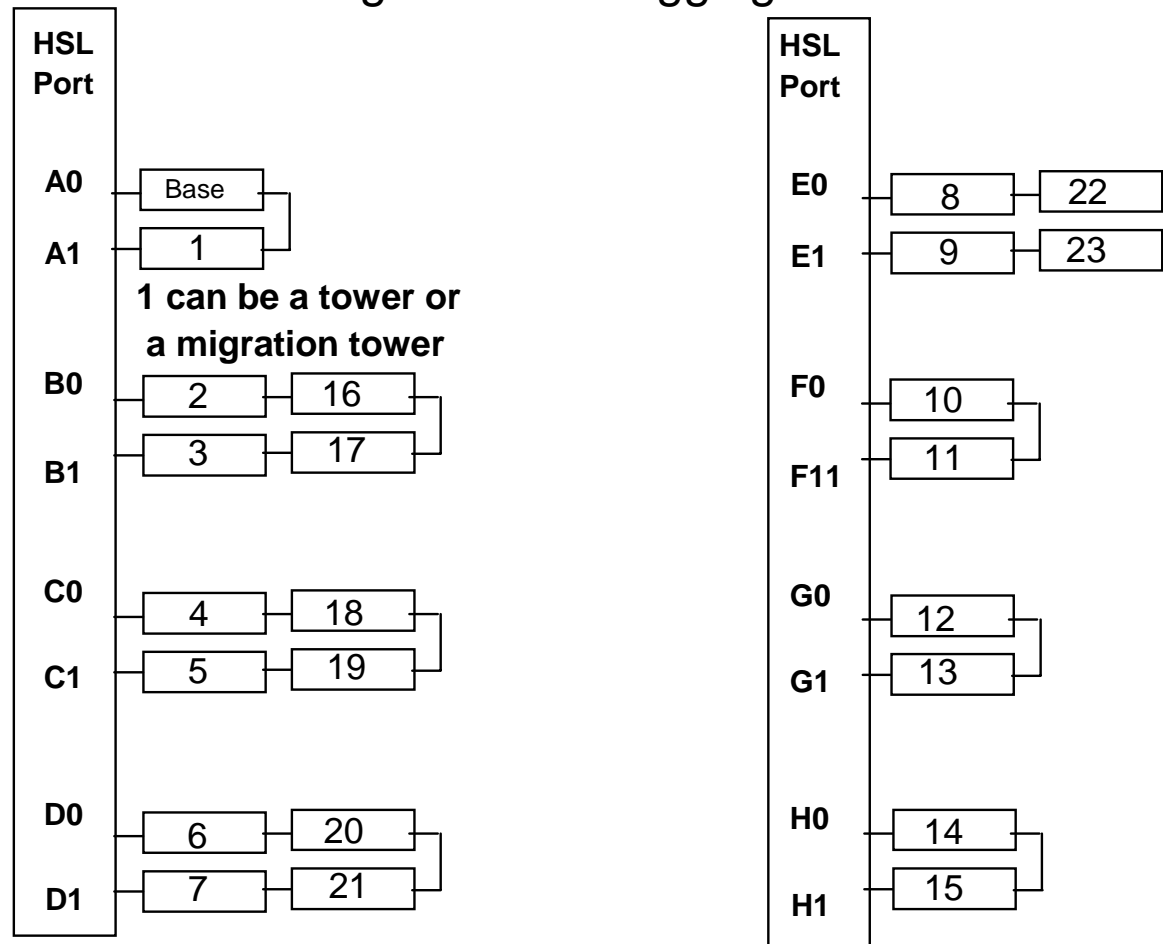 HSL
Port
A0
Base
A1
1
1 can be a tower or
a migration tower
B0
2
16
B1
3
17
C0
4
18
C1
5
19
D0
6
20
D1
7
21
HSL
Port
E0
8
22
E1
9
23
F0
10
F11
11
G0
12
G1
13
H0
14
H1
15